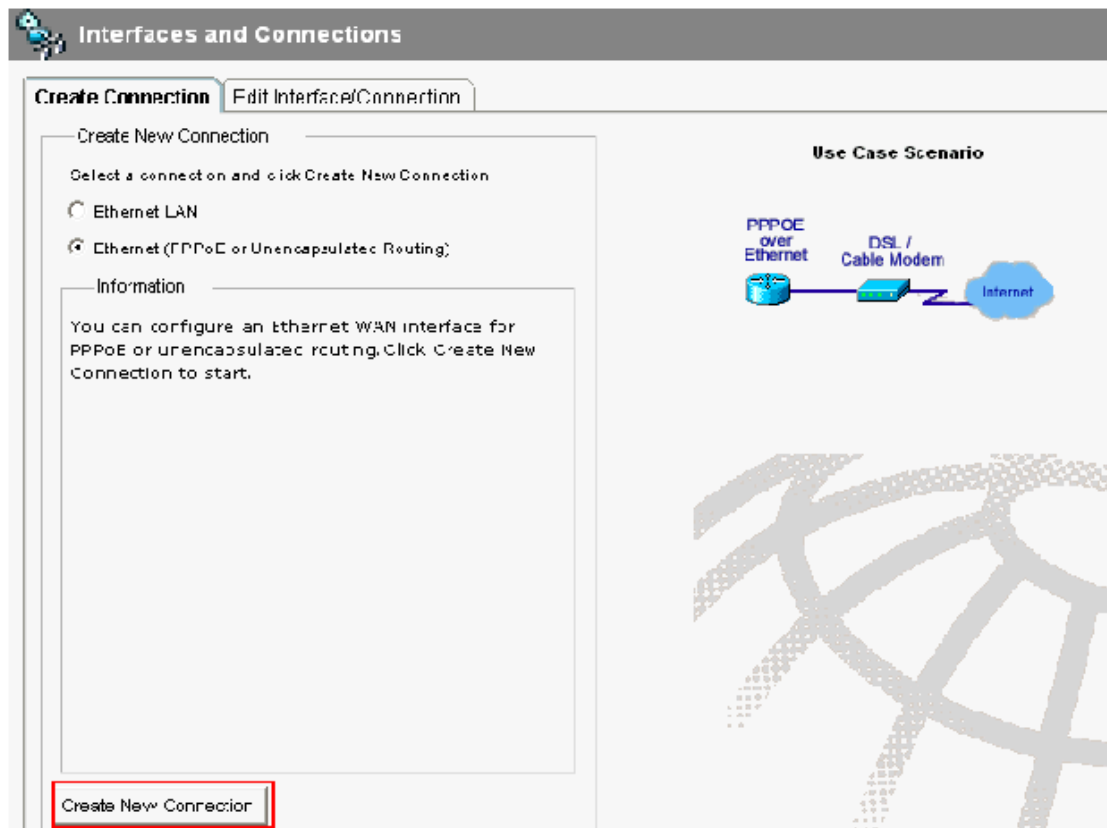 Interfaces and Connections
Create Connection
Edit Interface/Connection
Create New Connection
Select a connection and click Create New Connection
Ethernet LAN
Ethernet (PPPoE or Unencapsulated Routing)
Information
You can configure an Ethernet WAN interface for
PPPoE or unencapsulated routing. Click Create New
Connection to start.
Create New Connection
Use Case Scenario
PPPOE
over
Ethernet
DSL /
Cable Modem
Internet